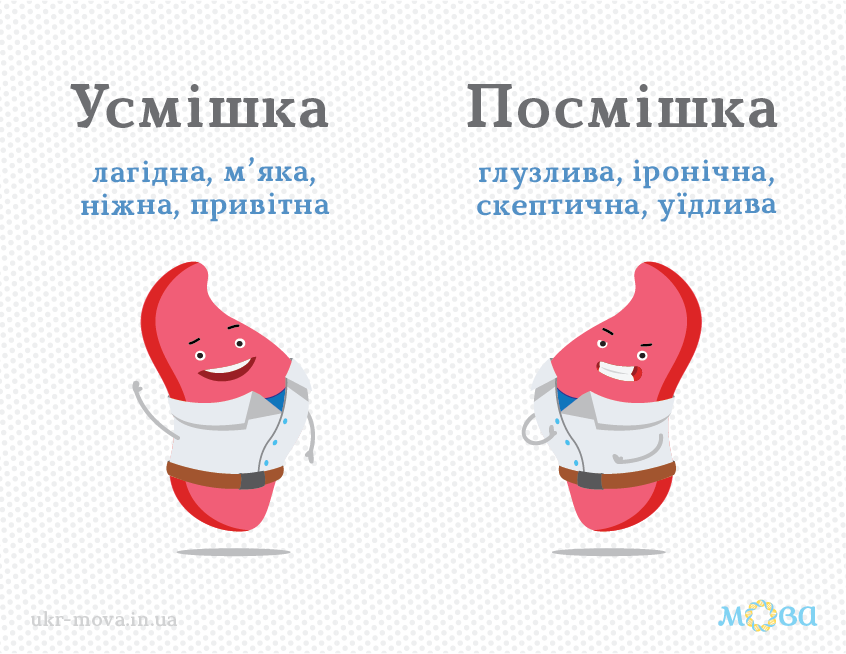 Усмішка
лагідна, м’яка,
ніжна, привітна
Посмішка
глузлива, іронічна,
скептична, уїдлива
ukr-mova.in.ua
мова